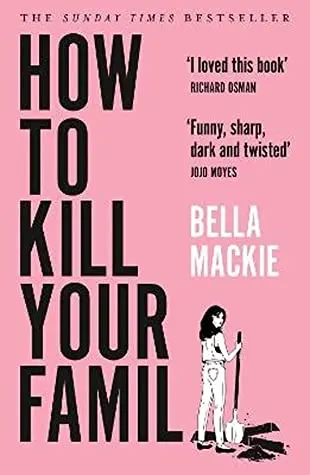 THE SUNDAY TIMES BESTSELLER
HOW
TO
KILL
YOUR
FAMIL
‘I loved this book’
RICHARD OSMAN
‘Funny, sharp,
dark and twisted’
JOJO MOYES
BELLA
MACKIE